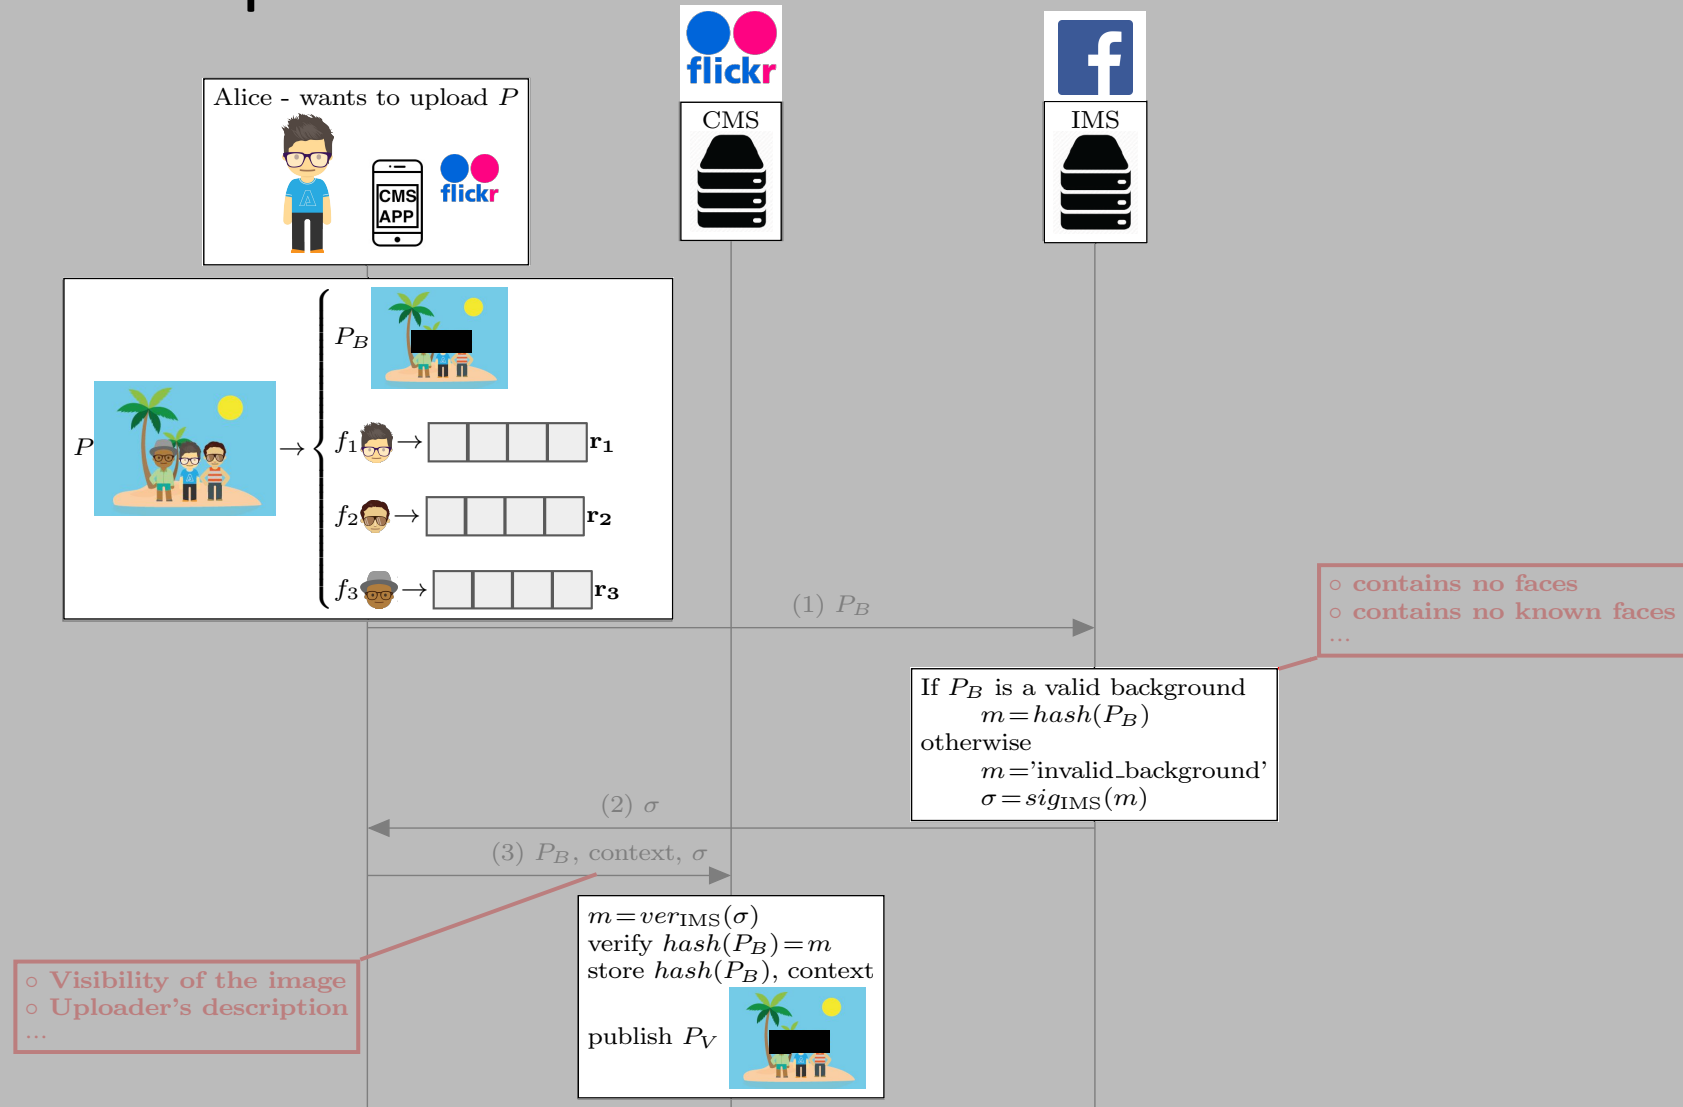 flickr
Alice - wants to upload P
CMS
IMS
CMS
APP
flickr
A
P
→
P_B
f_1 → r_1
f_2 → r_2
f_3 → r_3
(1) P_B
◦ contains no faces
◦ contains no known faces
...
If P_B is a valid background
m=hash(P_B)
otherwise
m='invalid_background'
σ=sig_IMS(m)
(2) σ
(3) P_B, context, σ
m=ver_IMS(σ)
verify hash(P_B)=m
store hash(P_B), context
publish P_V
◦ Visibility of the image
◦ Uploader's description
...